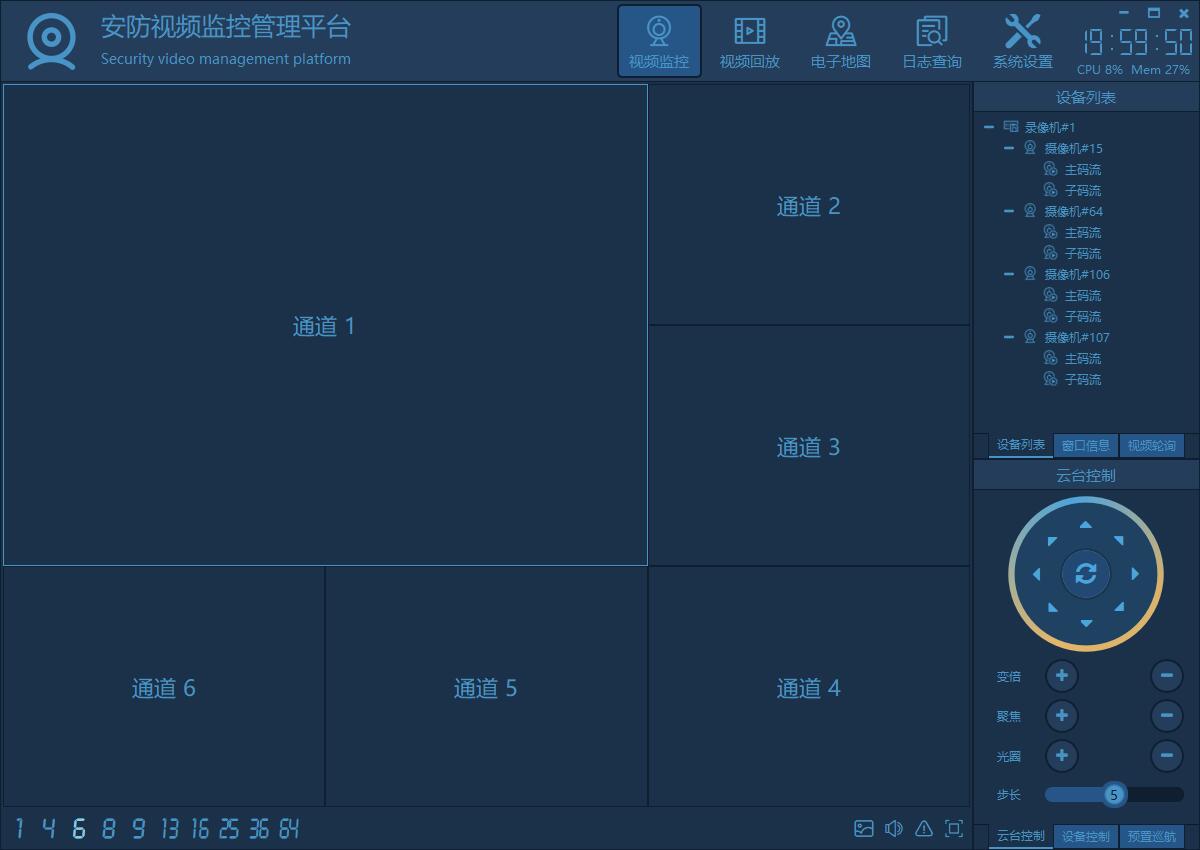 安防视频监控管理平台
Security video management platform
视频监控
视频回放
电子地图
日志查询
系统设置
19:59:50
CPU 8% Mem 27%
通道 1
通道 2
通道 3
通道 6
通道 5
通道 4
1 4 6 8 9 13 16 25 36 64
设备列表
录像机#1
摄像机#15
主码流
子码流
摄像机#64
主码流
子码流
摄像机#106
主码流
子码流
摄像机#107
主码流
子码流
设备列表 窗口信息 视频轮询
云台控制
变倍
聚焦
光圈
步长 5
云台控制 设备控制 预置巡航